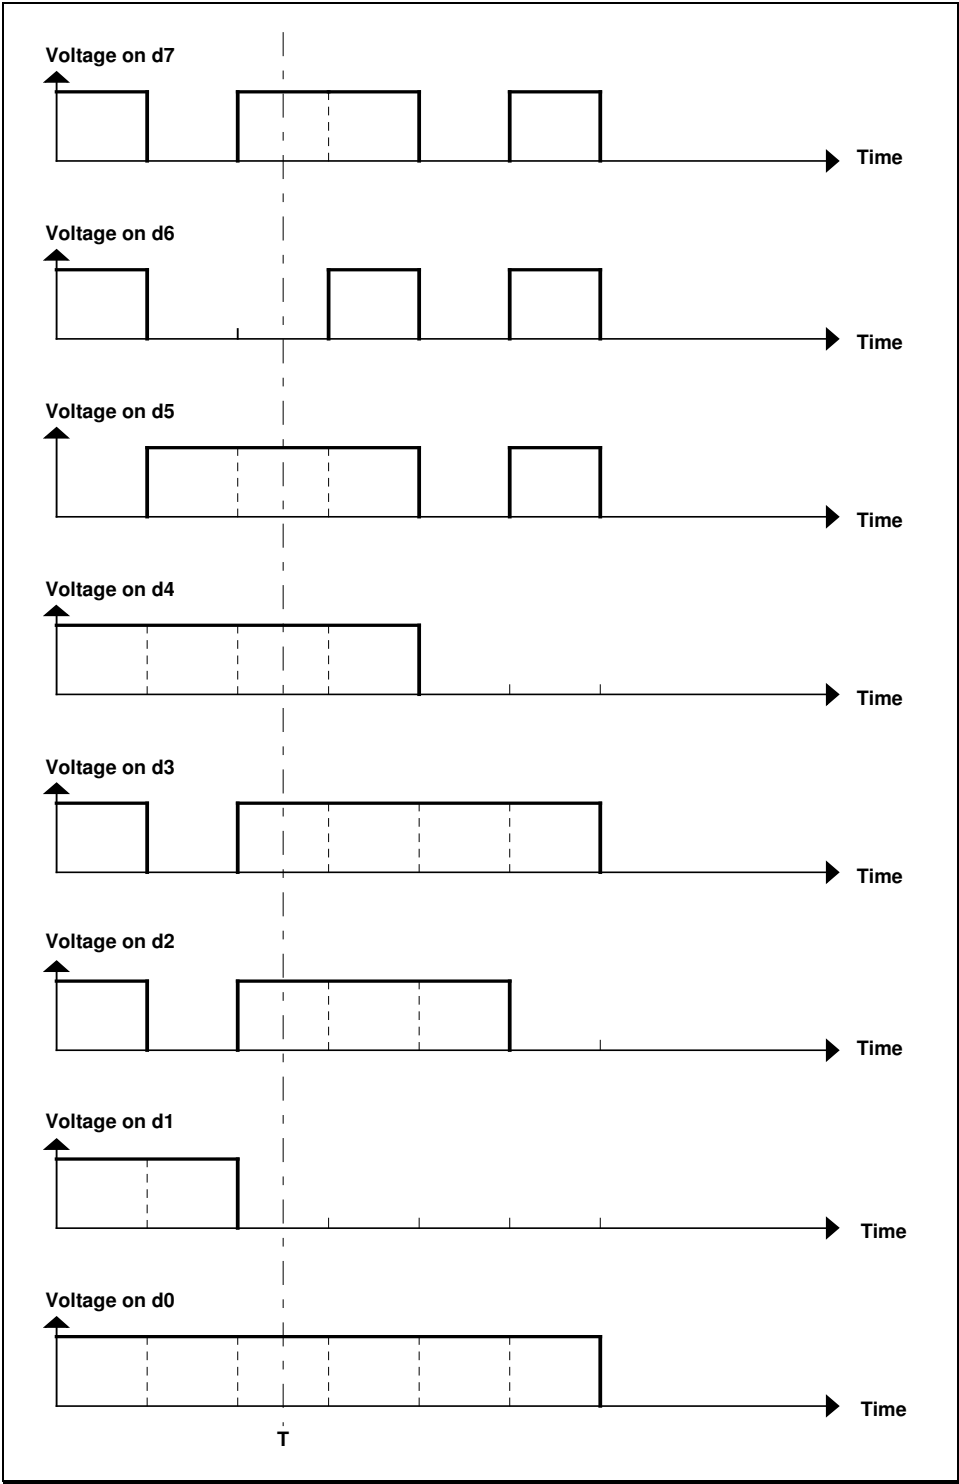 Voltage on d7
Time
Voltage on d6
Time
Voltage on d5
Time
Voltage on d4
Time
Voltage on d3
Time
Voltage on d2
Time
Voltage on d1
Time
Voltage on d0
Time
T